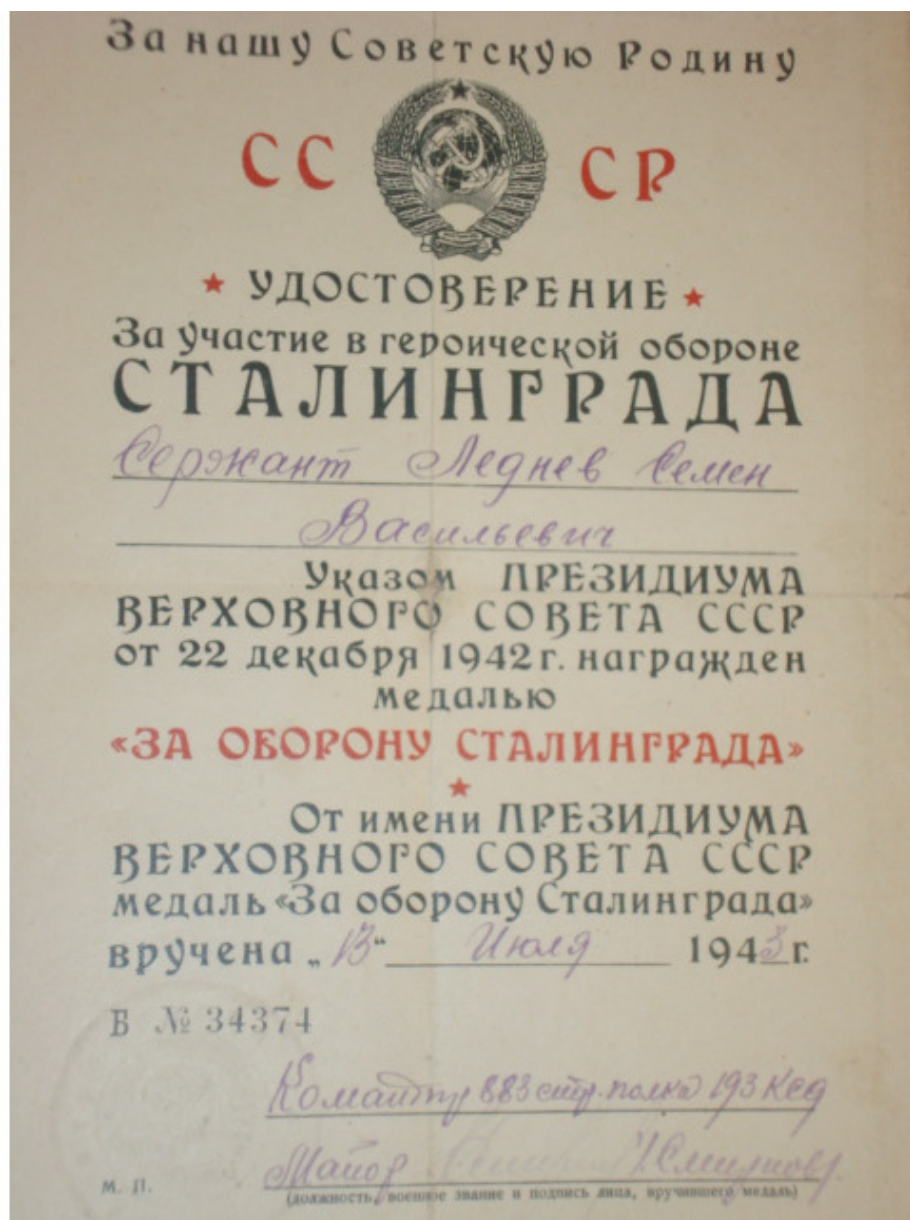 За нашу Советскую Родину
СС СР
УДОСТОВЕРЕНИЕ
За участие в героической обороне
СТАЛИНГРАДА
Сержант Леднев Семен
Васильевич
Указом ПРЕЗИДИУМА
ВЕРХОВНОГО СОВЕТА СССР
от 22 декабря 1942 г. награжден
медалью
«ЗА ОБОРОНУ СТАЛИНГРАДА»
От имени ПРЕЗИДИУМА
ВЕРХОВНОГО СОВЕТА СССР
медаль «За оборону Сталинграда»
вручена „13“ Июля 1943 г.
Б № 34374
Командир 883 стр. полка 193 Ксд
Майор /Смирнов/
М. П.
(должность, военное звание и подпись лица, вручившего медаль)